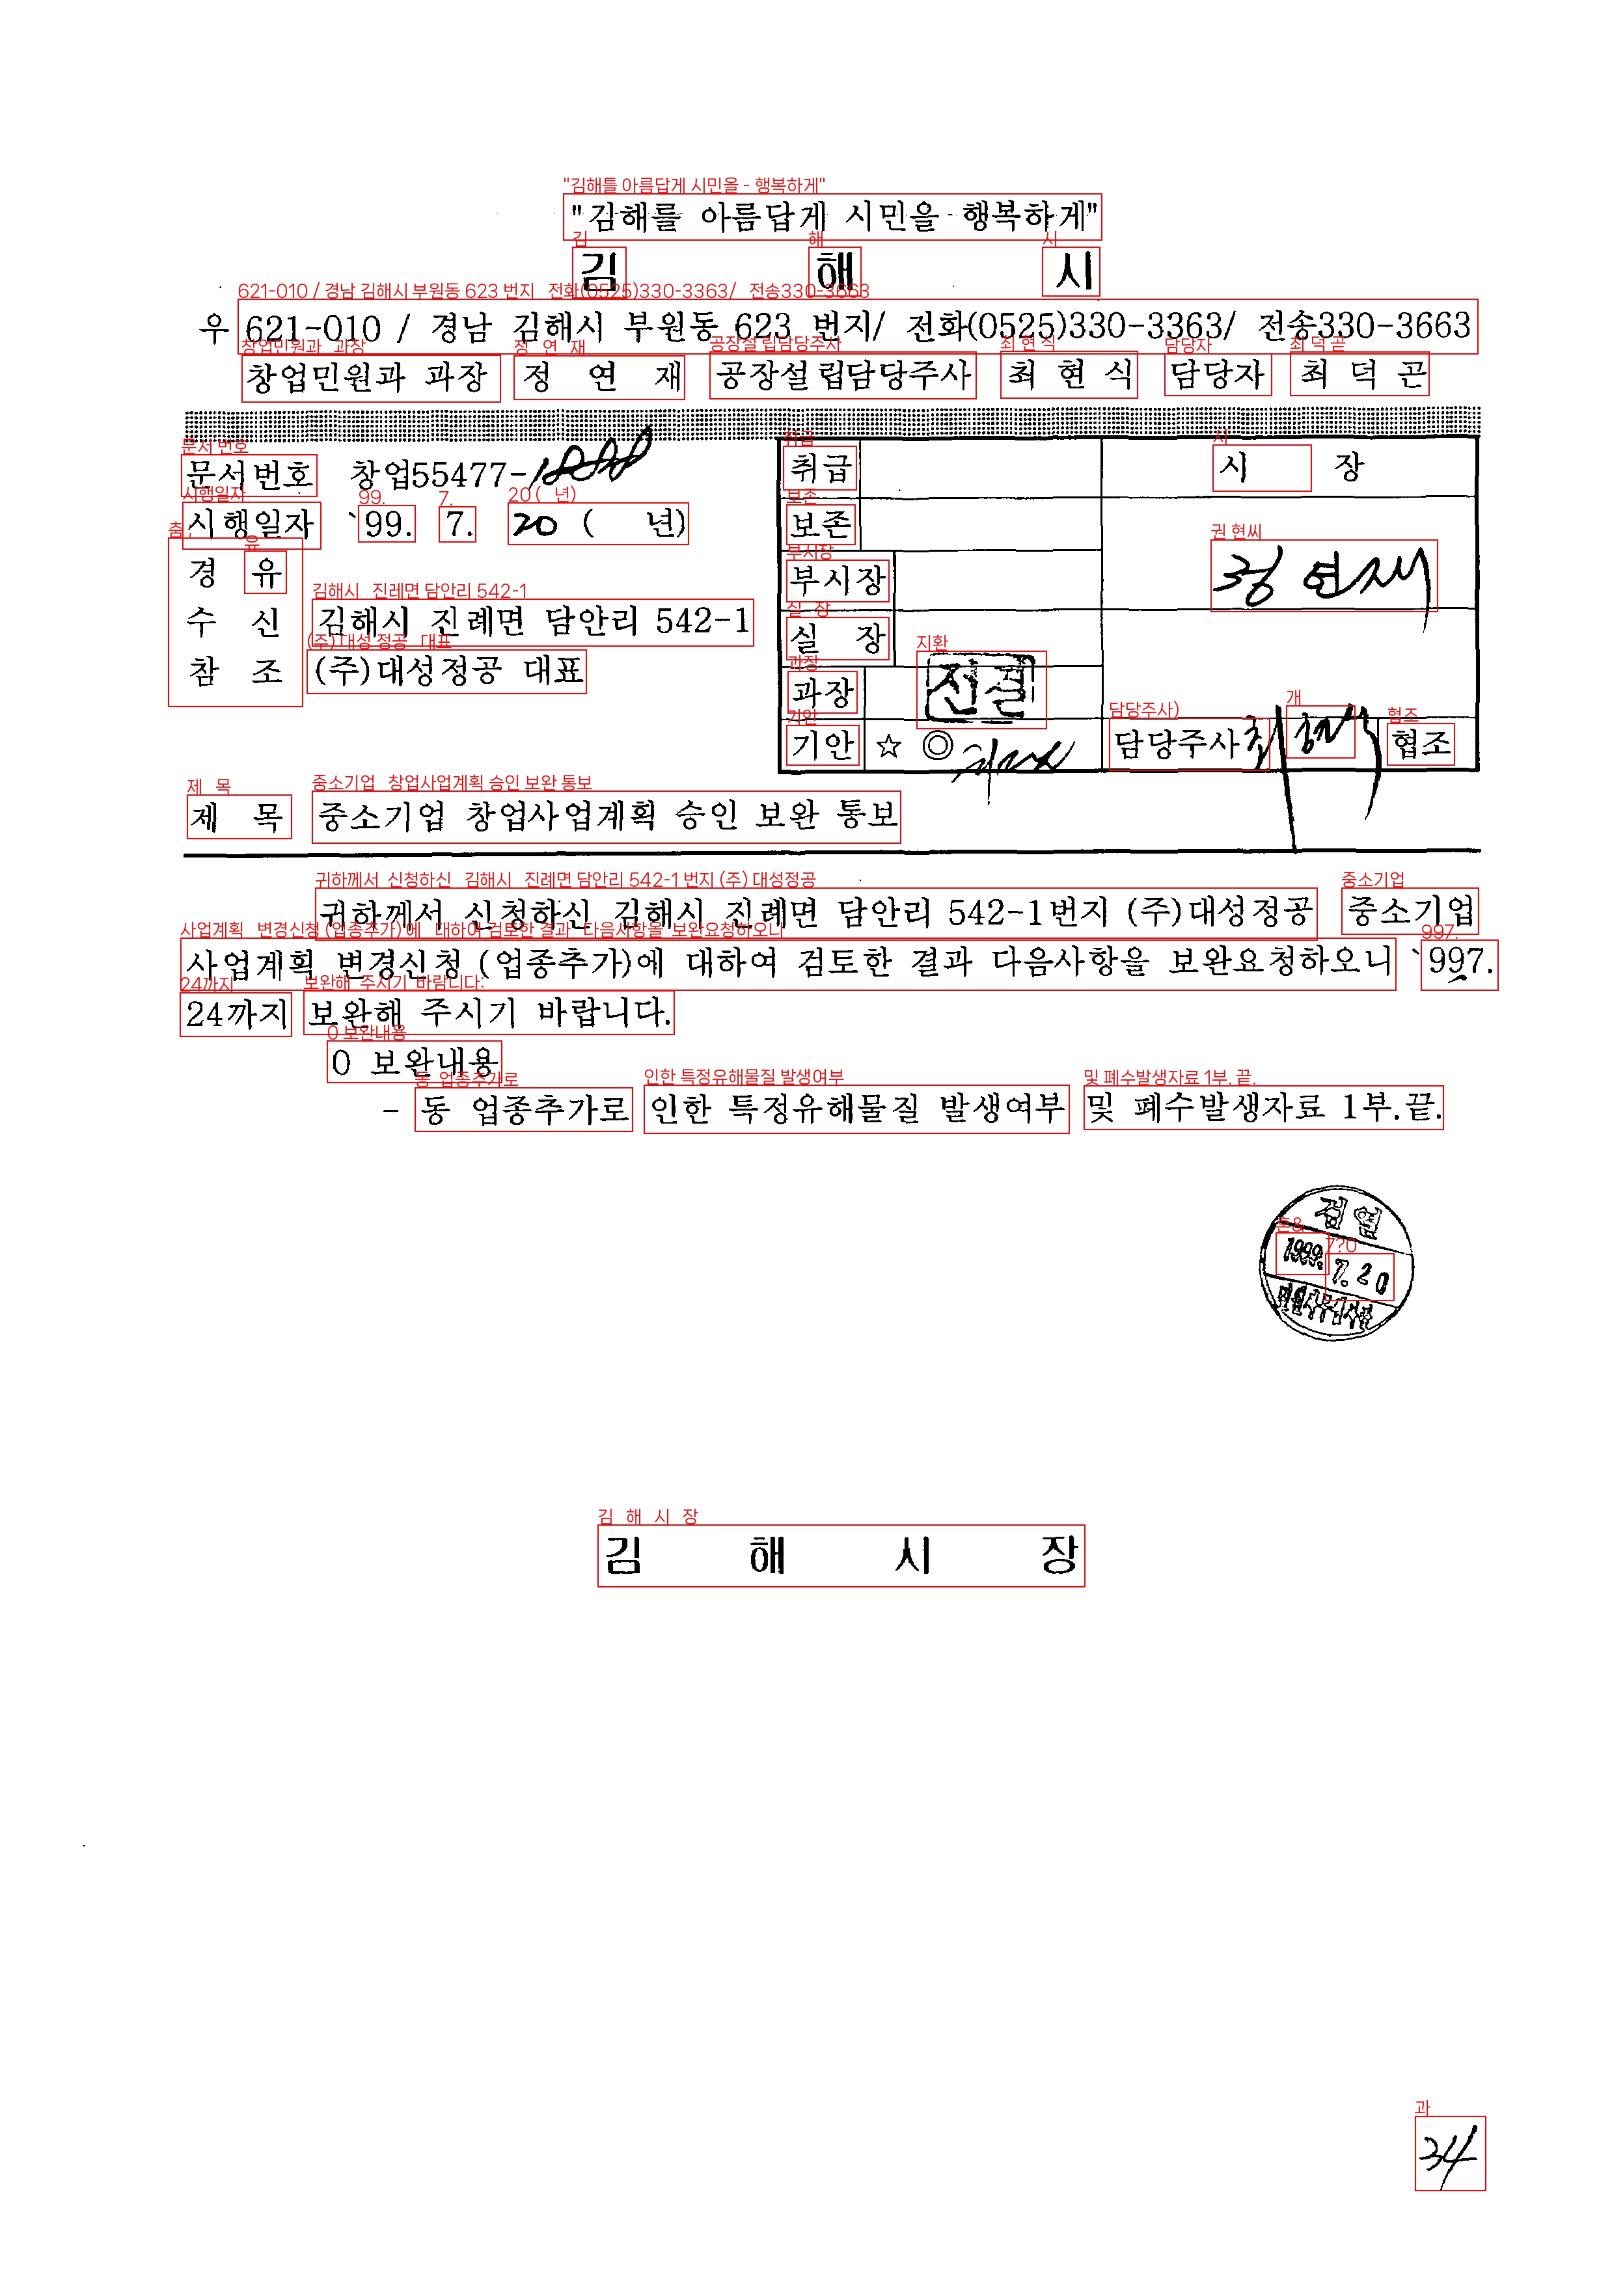 "김해를 아름답게 시민을 행복하게"
김 해 시
우 621-010 / 경남 김해시 부원동 623 번지/ 전화(0525)330-3363/ 전송330-3663
창업민원과 과장 정 연 재 공장설립담당주사 최 현 식 담당자 최 덕 곤
문서번호 창업55477-
시행일자 `99. 7. 20 ( 년)
경 유
수 신 김해시 진례면 담안리 542-1
참 조 (주)대성정공 대표
취급 시 장
보존
부시장 정연재
실 장
과장 전결
기안 ☆ ◎ 담당주사 협조
제 목 중소기업 창업사업계획 승인 보완 통보
귀하께서 신청하신 김해시 진례면 담안리 542-1번지 (주)대성정공 중소기업
사업계획 변경신청 (업종추가)에 대하여 검토한 결과 다음사항을 보완요청하오니 `997.
24까지 보완해 주시기 바랍니다.
0 보완내용
- 동 업종추가로 인한 특정유해물질 발생여부 및 폐수발생자료 1부.끝.
검열
1999. 7. 20
김 해 시 장
34